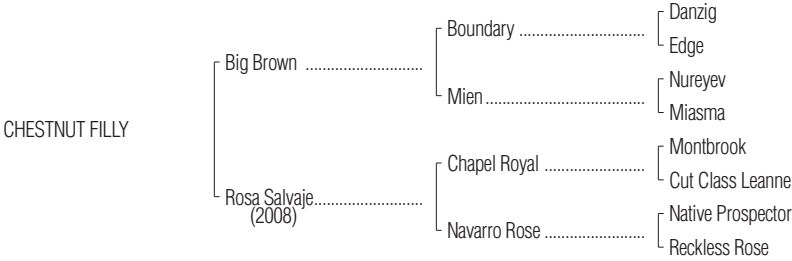 Danzig
Boundary ..............................
Edge
Big Brown ............................
Nureyev
Mien ......................................
Miasma
CHESTNUT FILLY
Montbrook
Chapel Royal ........................
Cut Class Leanne
Rosa Salvaje..........................
(2008)
Native Prospector
Navarro Rose ........................
Reckless Rose